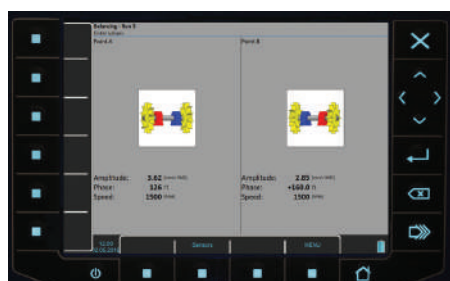 Balancing : Run 3
Point A
Point B
Amplitude: 3.62
Phase: 126
Speed: 1500
Amplitude: 2.85
Phase: +160.0
Speed: 1500
Sensors
MENU